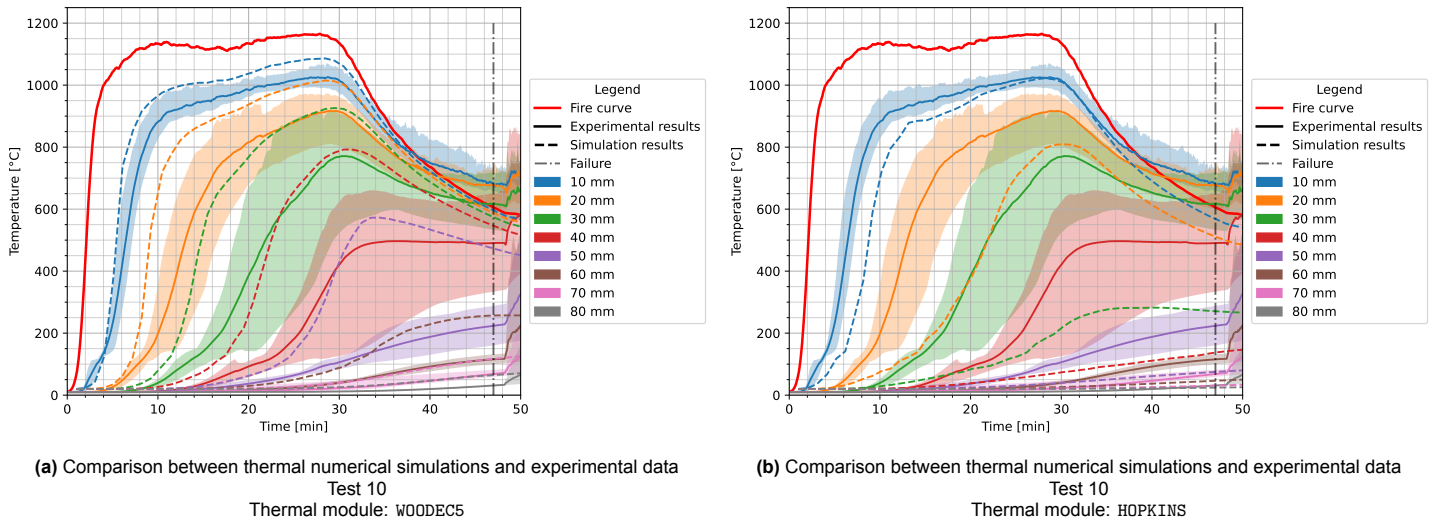 1200
1000
800
600
400
200
0
Temperature [°C]
0
10
20
30
40
50
Time [min]
Legend
Fire curve
Experimental results
Simulation results
Failure
10 mm
20 mm
30 mm
40 mm
50 mm
60 mm
70 mm
80 mm
(a) Comparison between thermal numerical simulations and experimental data
Test 10
Thermal module: WOODEC5
1200
1000
800
600
400
200
0
Temperature [°C]
0
10
20
30
40
50
Time [min]
Legend
Fire curve
Experimental results
Simulation results
Failure
10 mm
20 mm
30 mm
40 mm
50 mm
60 mm
70 mm
80 mm
(b) Comparison between thermal numerical simulations and experimental data
Test 10
Thermal module: HOPKINS